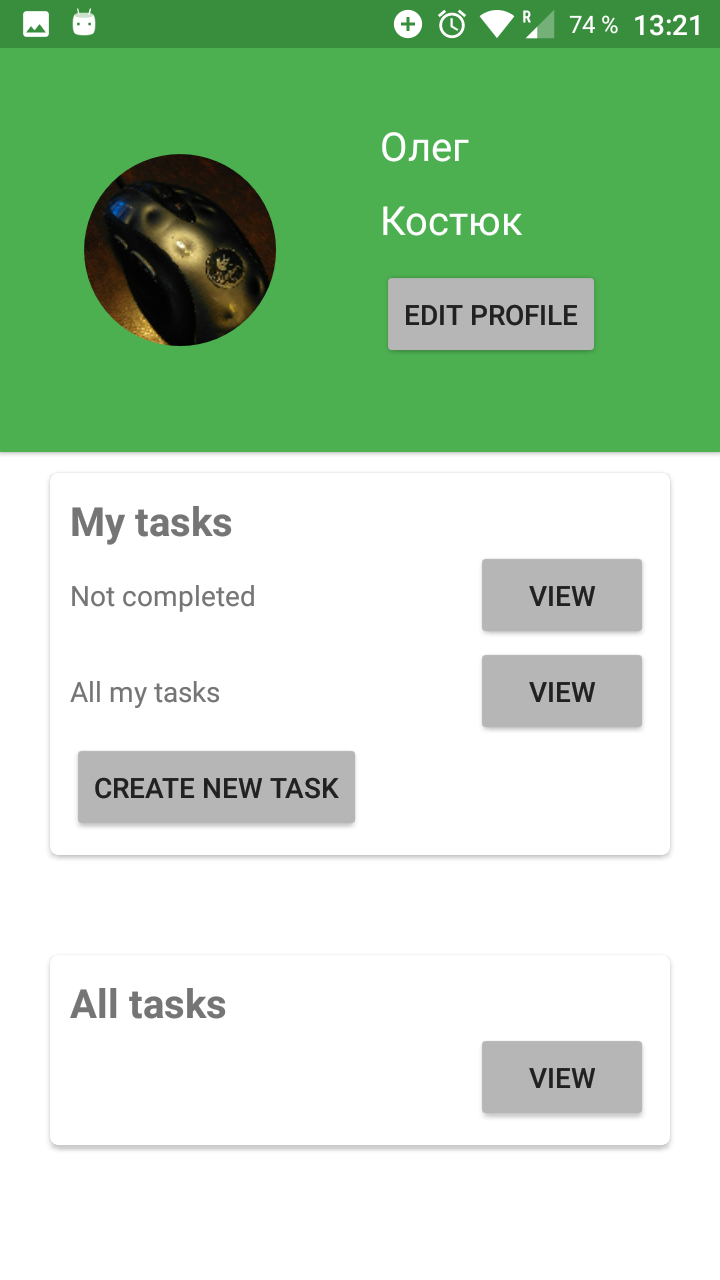 R 74 % 13:21
Олег
Костюк
EDIT PROFILE
My tasks
Not completed VIEW
All my tasks VIEW
CREATE NEW TASK
All tasks
VIEW